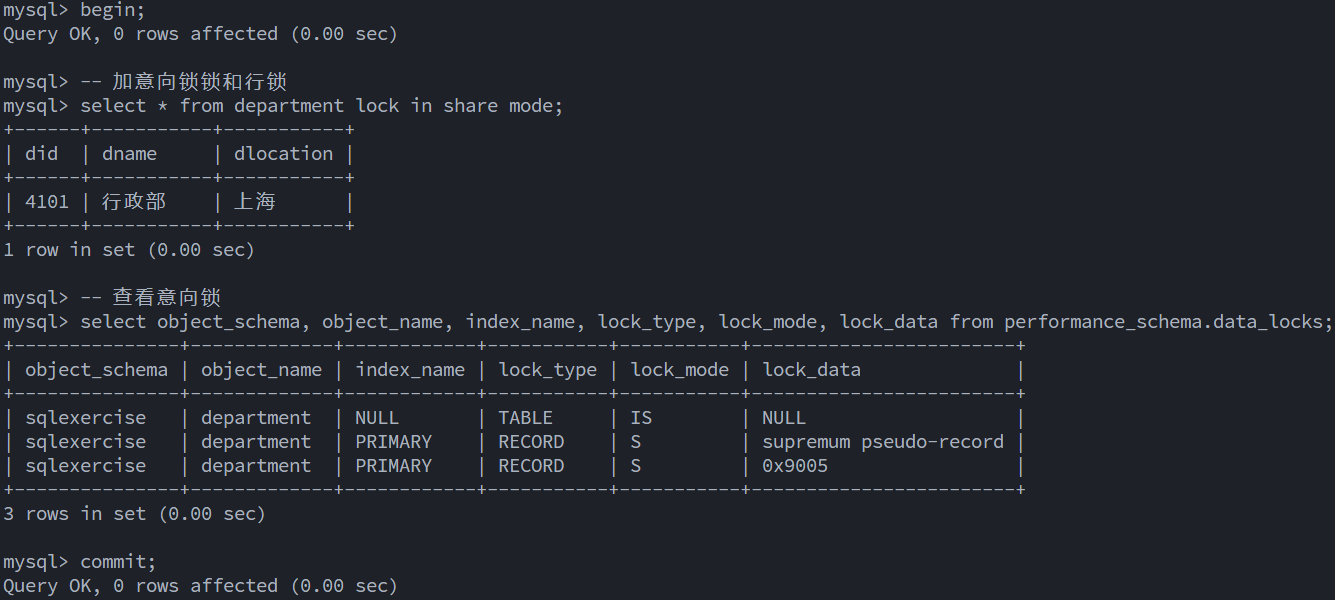 mysql> begin;
Query OK, 0 rows affected (0.00 sec)

mysql> -- 加意向锁锁和行锁
mysql> select * from department lock in share mode;
+------+-----------+-----------+
| did  | dname     | dlocation |
+------+-----------+-----------+
| 4101 | 行政部    | 上海      |
+------+-----------+-----------+
1 row in set (0.00 sec)

mysql> -- 查看意向锁
mysql> select object_schema, object_name, index_name, lock_type, lock_mode, lock_data from performance_schema.data_locks;
+---------------+-------------+------------+-----------+-----------+------------------------+
| object_schema | object_name | index_name | lock_type | lock_mode | lock_data              |
+---------------+-------------+------------+-----------+-----------+------------------------+
| sqlexercise   | department  | NULL       | TABLE     | IS        | NULL                   |
| sqlexercise   | department  | PRIMARY    | RECORD    | S         | supremum pseudo-record |
| sqlexercise   | department  | PRIMARY    | RECORD    | S         | 0x9005                 |
+---------------+-------------+------------+-----------+-----------+------------------------+
3 rows in set (0.00 sec)

mysql> commit;
Query OK, 0 rows affected (0.00 sec)